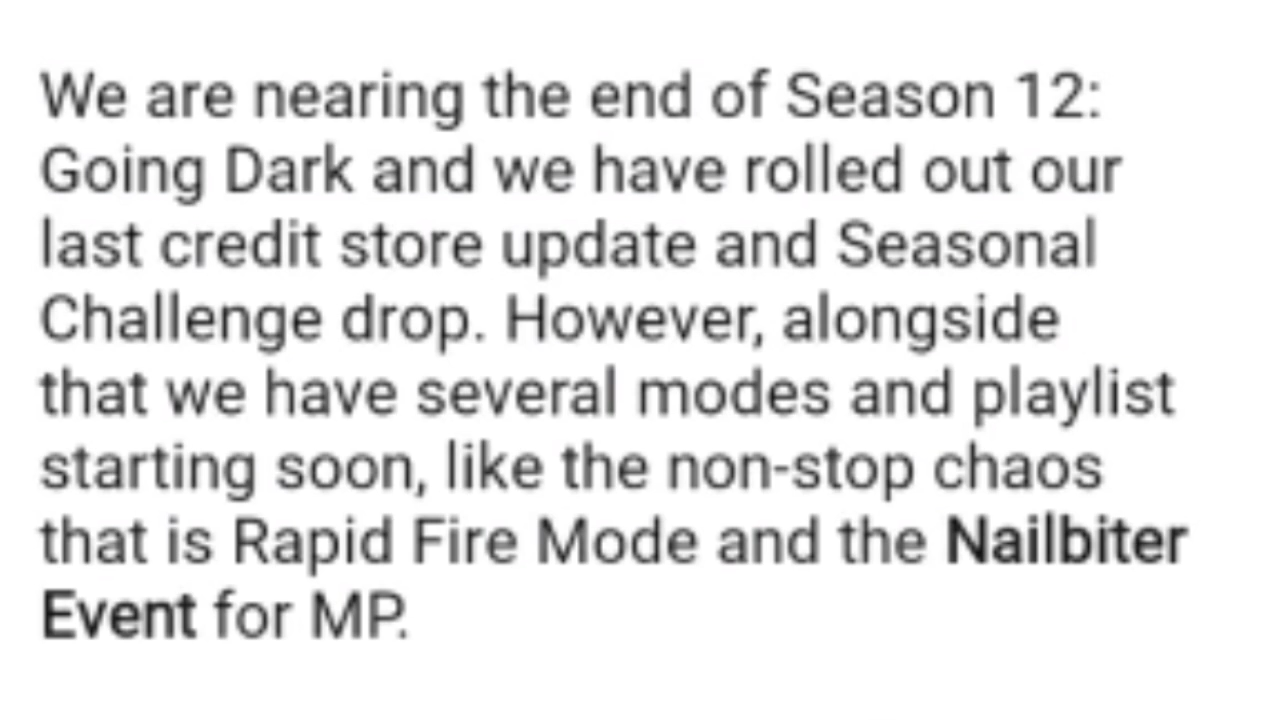 We are nearing the end of Season 12:
Going Dark and we have rolled out our
last credit store update and Seasonal
Challenge drop. However, alongside
that we have several modes and playlist
starting soon, like the non-stop chaos
that is Rapid Fire Mode and the Nailbiter
Event for MP.